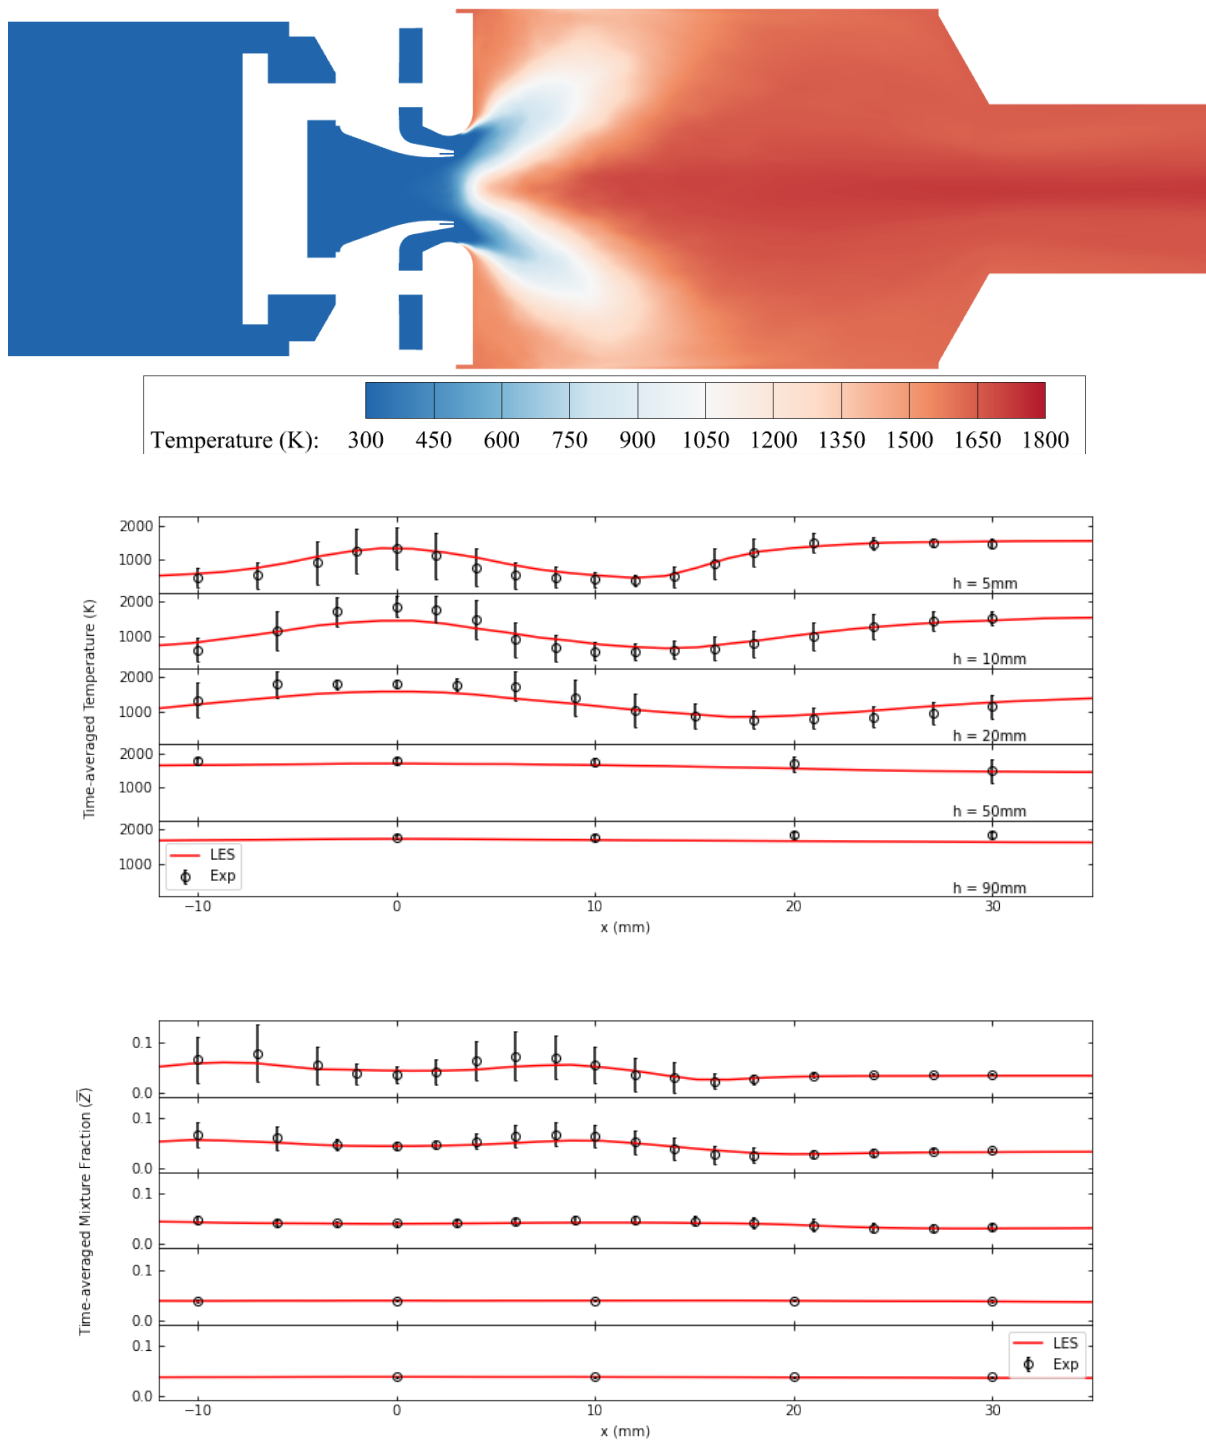 Temperature (K): 300 450 600 750 900 1050 1200 1350 1500 1650 1800
Time-averaged Temperature (K)
2000
1000
h = 5mm
2000
1000
h = 10mm
2000
1000
h = 20mm
2000
1000
h = 50mm
2000
1000
LES
Exp
h = 90mm
−10 0 10 20 30
x (mm)
Time-averaged Mixture Fraction (Z̅)
0.1
0.0
0.1
0.0
0.1
0.0
0.1
0.0
0.1
0.0
LES
Exp
−10 0 10 20 30
x (mm)